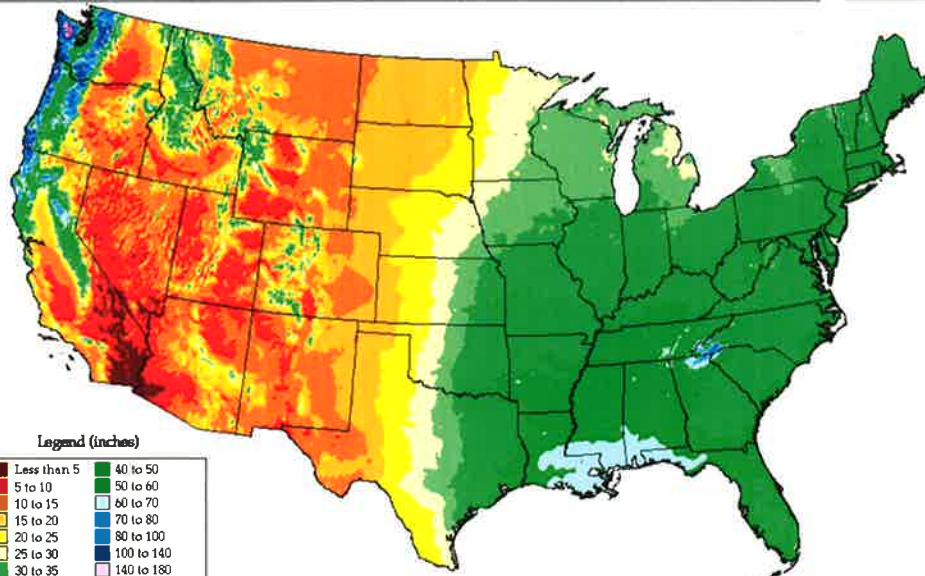 Legend (inches)
Less than 5
5 to 10
10 to 15
15 to 20
20 to 25
25 to 30
30 to 35
40 to 50
50 to 60
60 to 70
70 to 80
80 to 100
100 to 140
140 to 180